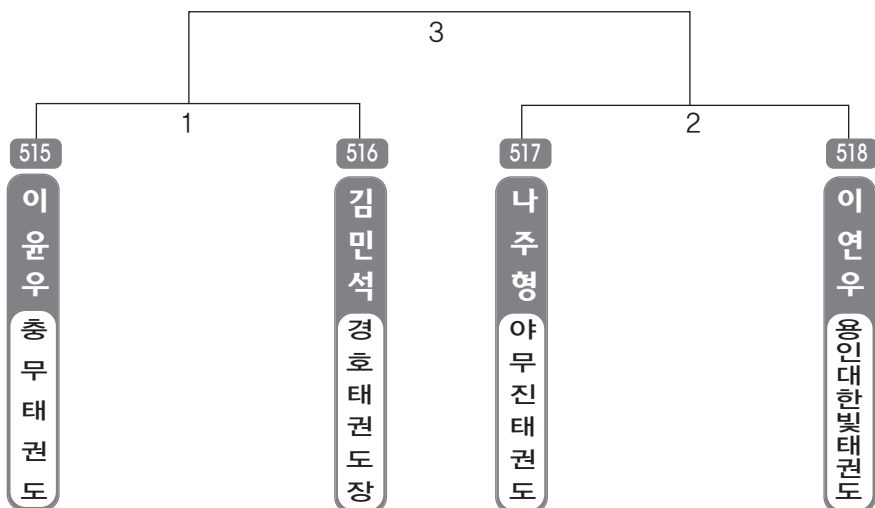 3
1
2
515
516
517
518
이윤우
김민석
나주형
이연우
충무태권도
경호태권도장
야무진태권도
용인대한빛태권도